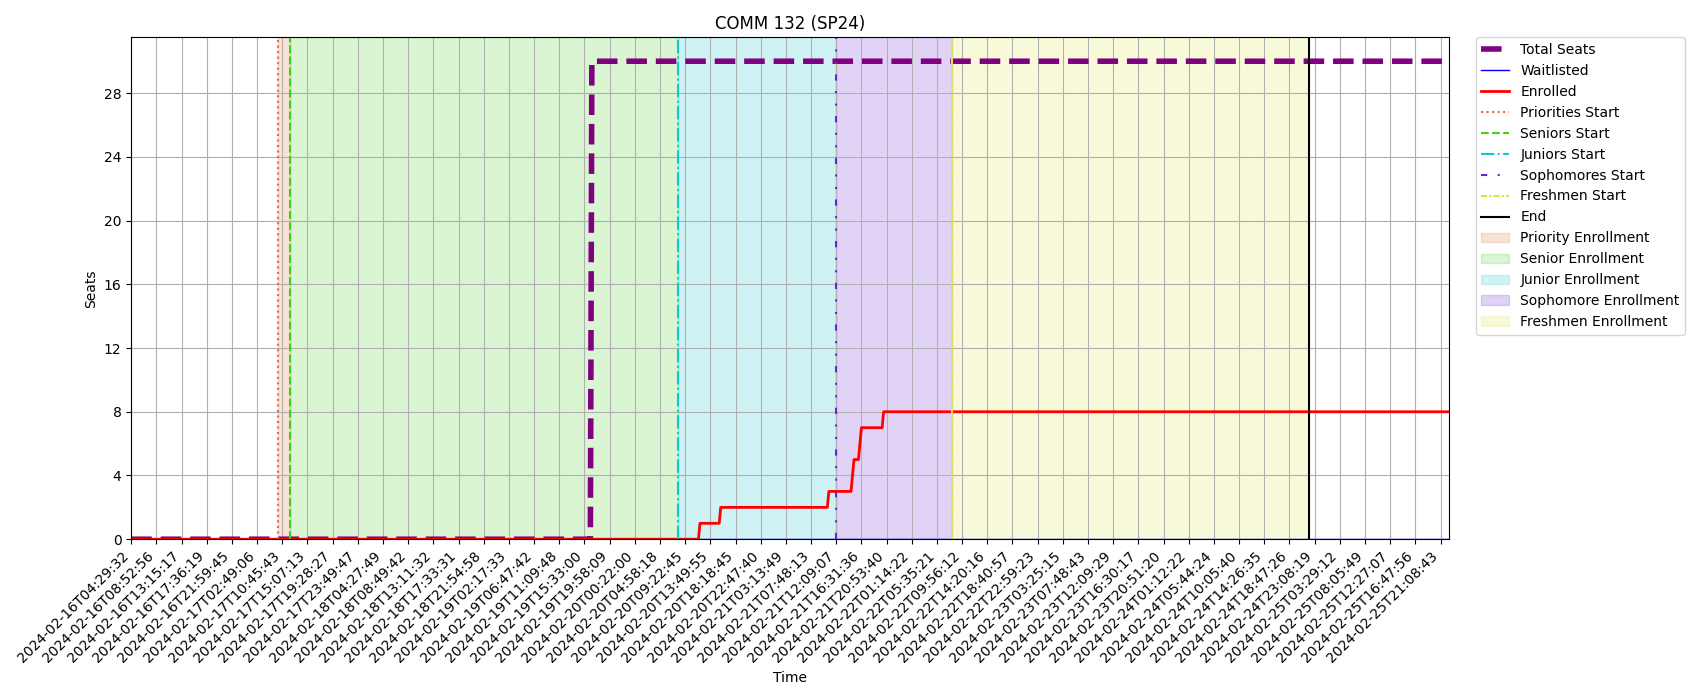 COMM 132 (SP24)
Total Seats
Waitlisted
Enrolled
Priorities Start
Seniors Start
Juniors Start
Sophomores Start
Freshmen Start
End
Priority Enrollment
Senior Enrollment
Junior Enrollment
Sophomore Enrollment
Freshmen Enrollment
Seats
28
24
20
16
12
8
4
0
2024-02-16T04:29:32
2024-02-16T08:52:56
2024-02-16T13:15:17
2024-02-16T17:36:19
2024-02-16T21:59:45
2024-02-17T02:49:06
2024-02-17T10:45:43
2024-02-17T15:07:13
2024-02-17T19:28:27
2024-02-17T23:49:47
2024-02-18T04:27:49
2024-02-18T08:49:42
2024-02-18T13:11:32
2024-02-18T17:33:31
2024-02-18T21:54:58
2024-02-19T02:17:33
2024-02-19T06:47:42
2024-02-19T11:09:48
2024-02-19T15:33:00
2024-02-19T19:58:09
2024-02-20T00:22:00
2024-02-20T04:58:18
2024-02-20T09:22:45
2024-02-20T13:49:55
2024-02-20T18:18:45
2024-02-20T22:47:40
2024-02-21T03:13:49
2024-02-21T07:48:13
2024-02-21T12:09:07
2024-02-21T16:31:36
2024-02-21T20:53:40
2024-02-22T01:14:22
2024-02-22T05:35:21
2024-02-22T09:56:12
2024-02-22T14:20:16
2024-02-22T18:40:57
2024-02-22T22:59:23
2024-02-23T03:25:15
2024-02-23T07:48:43
2024-02-23T12:09:29
2024-02-23T16:30:17
2024-02-23T20:51:20
2024-02-24T01:12:22
2024-02-24T05:44:24
2024-02-24T10:05:40
2024-02-24T14:26:35
2024-02-24T18:47:26
2024-02-24T23:08:19
2024-02-25T03:29:12
2024-02-25T08:05:49
2024-02-25T12:27:07
2024-02-25T16:47:56
2024-02-25T21:08:43
Time